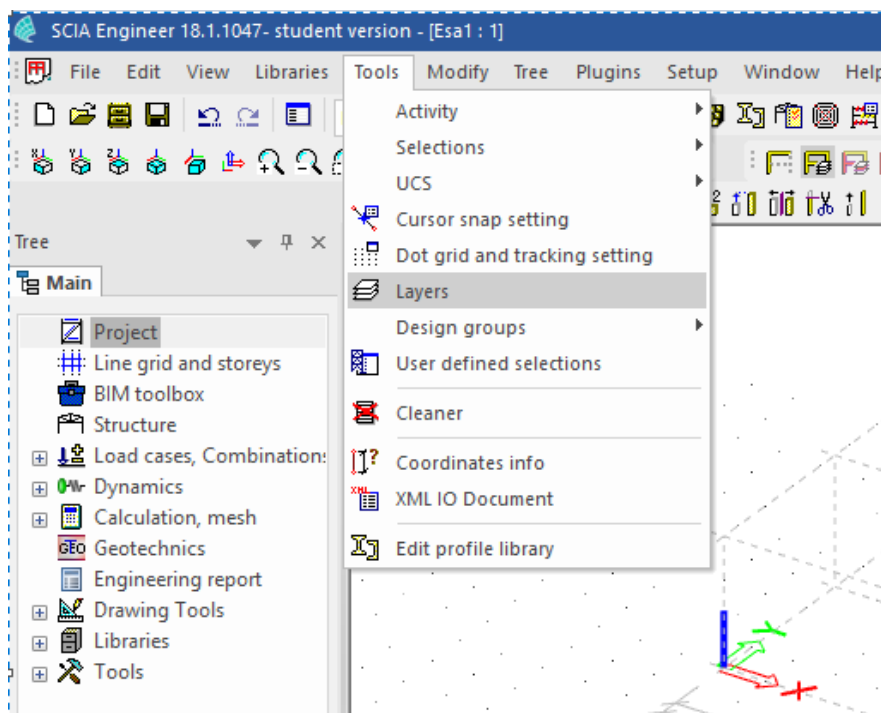 SCIA Engineer 18.1.1047- student version - [Esa1 : 1]
File Edit View Libraries Tools Modify Tree Plugins Setup Window Help
Activity
Selections
UCS
Cursor snap setting
Dot grid and tracking setting
Layers
Design groups
User defined selections
Cleaner
Coordinates info
XML IO Document
Edit profile library
Tree
Main
Project
Line grid and storeys
BIM toolbox
Structure
Load cases, Combination
Dynamics
Calculation, mesh
GEO Geotechnics
Engineering report
Drawing Tools
Libraries
Tools
Y
X